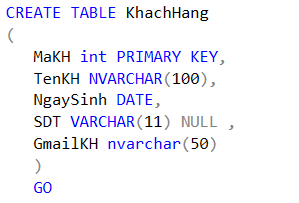 CREATE TABLE KhachHang
(
MaKH int PRIMARY KEY,
TenKH NVARCHAR(100),
NgaySinh DATE,
SDT VARCHAR(11) NULL ,
GmailKH nvarchar(50)
)
GO